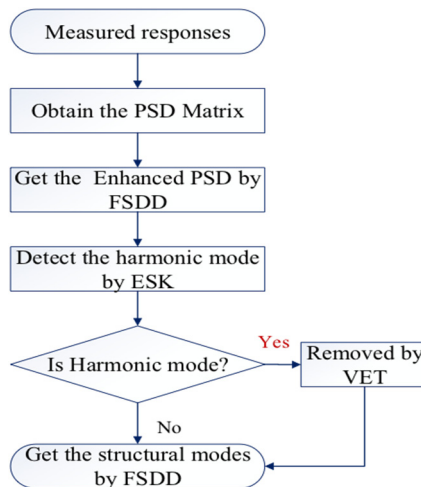 Measured responses
Obtain the PSD Matrix
Get the Enhanced PSD by
FSDD
Detect the harmonic mode
by ESK
Is Harmonic mode?
Yes
Removed by
VET
No
Get the structural modes
by FSDD